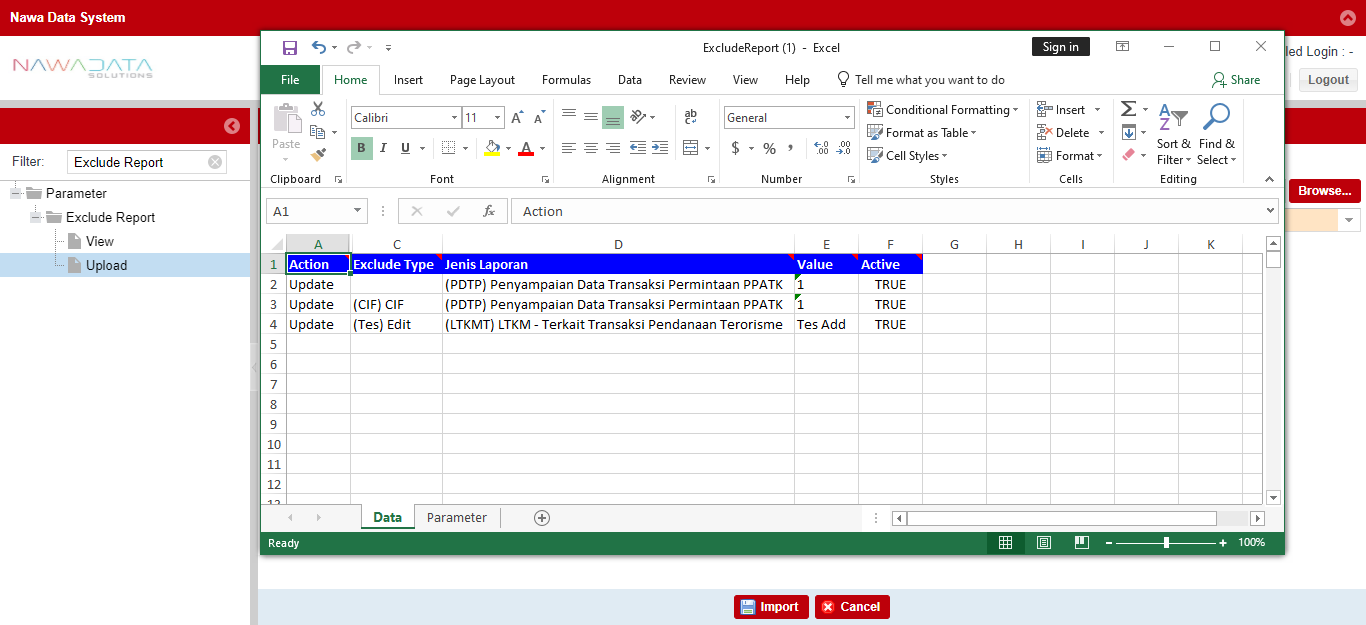 Nawa Data System
NAWADATA
SOLUTIONS
led Login : -
Logout
Filter:
Exclude Report
Parameter
Exclude Report
View
Upload
Browse...
ExcludeReport (1) - Excel
Sign in
File Home Insert Page Layout Formulas Data Review View Help Tell me what you want to do Share
Paste
Calibri 11
B I U
ab
General
$ % ,
Conditional Formatting
Format as Table
Cell Styles
Insert
Delete
Format
Sort & Filter
Find & Select
Clipboard Font Alignment Number Styles Cells Editing
A1 fx Action
A C D E F G H I J K
1 Action Exclude Type Jenis Laporan Value Active
2 Update (PDTP) Penyampaian Data Transaksi Permintaan PPATK 1 TRUE
3 Update (CIF) CIF (PDTP) Penyampaian Data Transaksi Permintaan PPATK 1 TRUE
4 Update (Tes) Edit (LTKMT) LTKM - Terkait Transaksi Pendanaan Terorisme Tes Add TRUE
5
6
7
8
9
10
11
12
13
Data Parameter
Ready 100%
Import Cancel